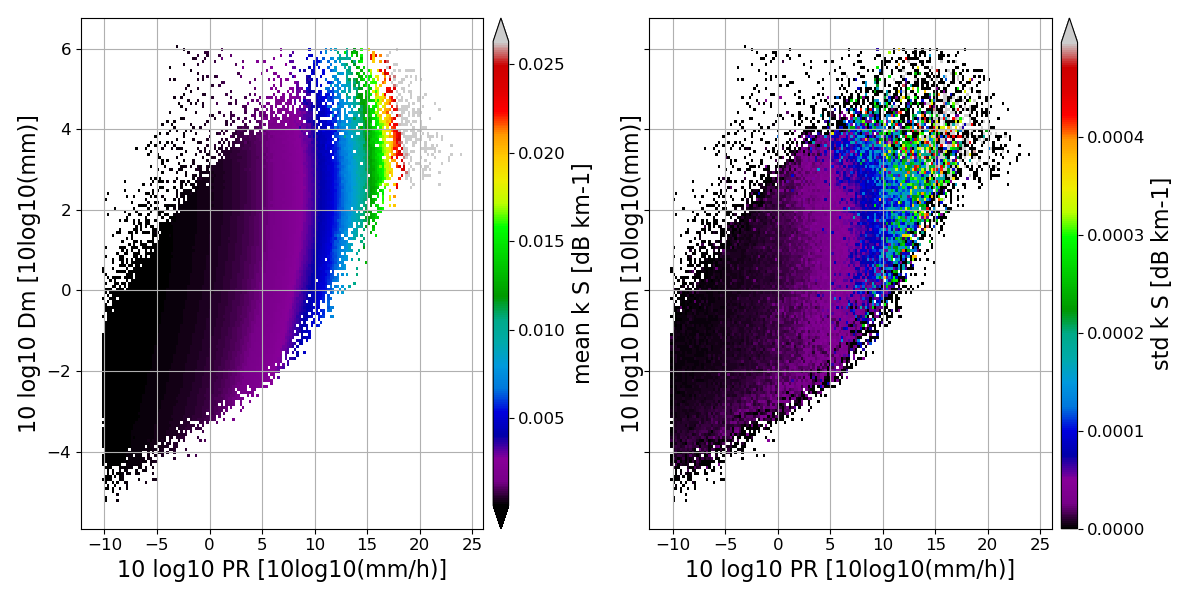 6
4
2
0
−2
−4
10 log10 Dm [10log10(mm)]
−10 −5 0 5 10 15 20 25
10 log10 PR [10log10(mm/h)]
0.025
0.020
0.015
0.010
0.005
mean k S [dB km-1]
10 log10 Dm [10log10(mm)]
−10 −5 0 5 10 15 20 25
10 log10 PR [10log10(mm/h)]
0.0004
0.0003
0.0002
0.0001
0.0000
std k S [dB km-1]